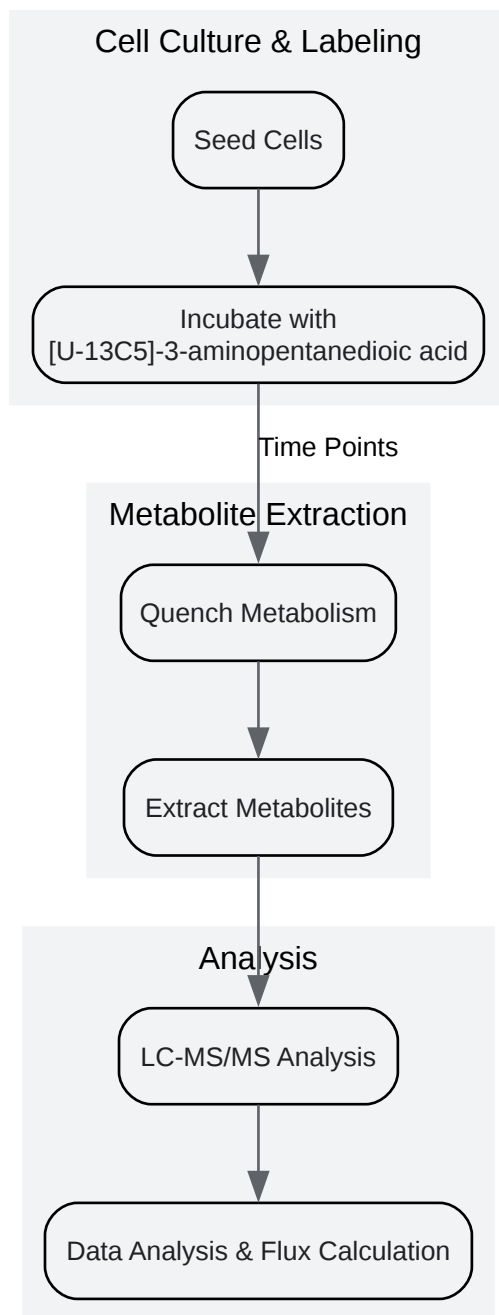 Cell Culture & Labeling
Seed Cells
Incubate with
[U-13C5]-3-aminopentanedioic acid
Time Points
Metabolite Extraction
Quench Metabolism
Extract Metabolites
Analysis
LC-MS/MS Analysis
Data Analysis & Flux Calculation